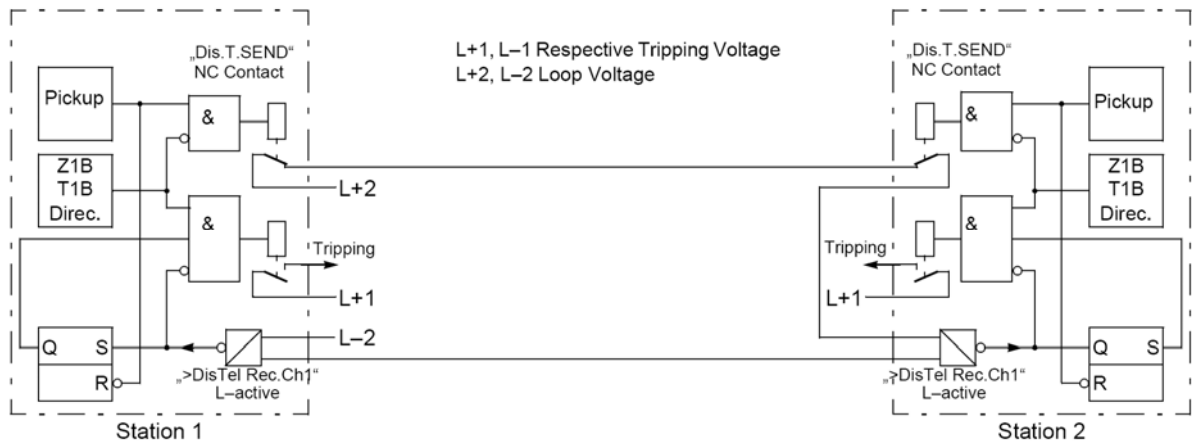 L+1, L–1 Respective Tripping Voltage
L+2, L–2 Loop Voltage
„Dis.T.SEND“
NC Contact
Pickup
&
Z1B
T1B
Direc.
L+2
&
Tripping
L+1
Q S
R
L–2
„>DisTel Rec.Ch1“
L–active
Station 1
„Dis.T.SEND“
NC Contact
&
Pickup
Z1B
T1B
Direc.
&
Tripping
L+1
Q S
R
„>DisTel Rec.Ch1“
L–active
Station 2